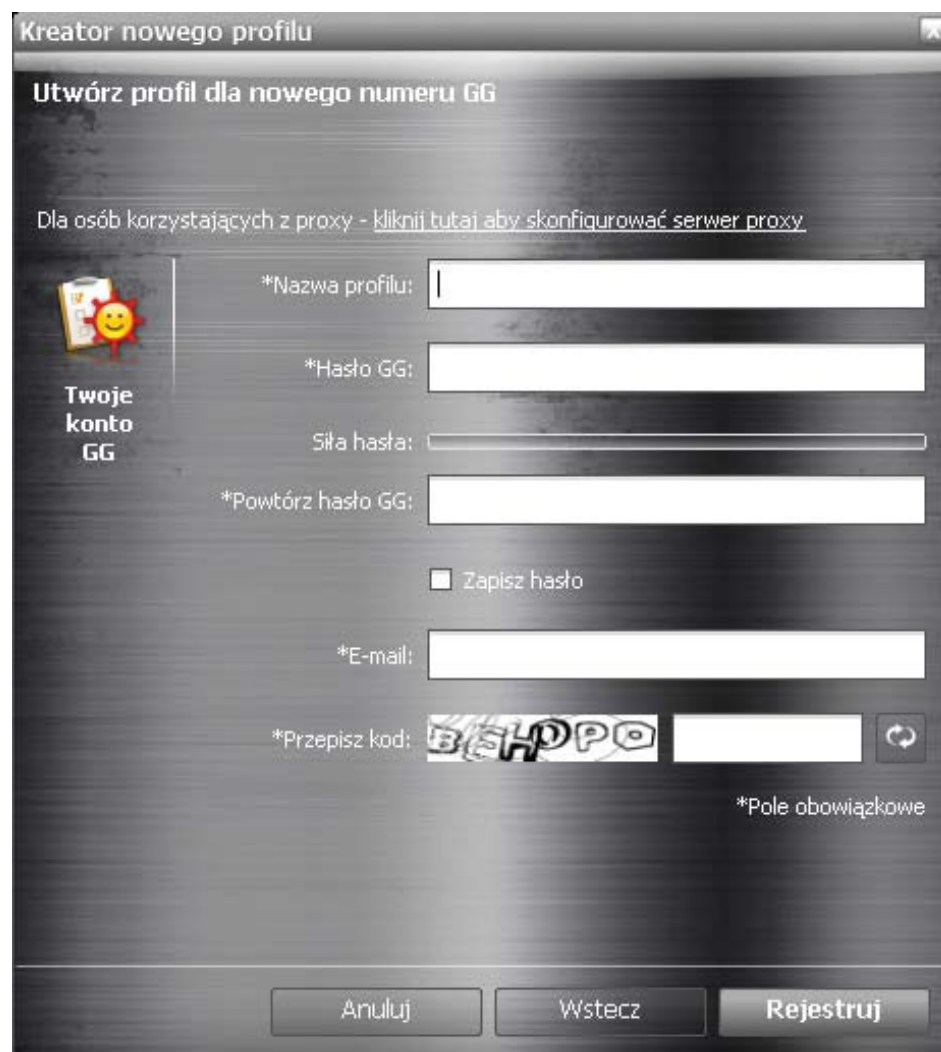 Kreator nowego profilu
Utwórz profil dla nowego numeru GG
Dla osób korzystających z proxy - kliknij tutaj aby skonfigurować serwer proxy
*Nazwa profilu:
*Hasło GG:
Twoje
konto
GG
Siła hasła:
*Powtórz hasło GG:
Zapisz hasło
*E-mail:
*Przepisz kod:
*Pole obowiązkowe
Anuluj
Wstecz
Rejestruj